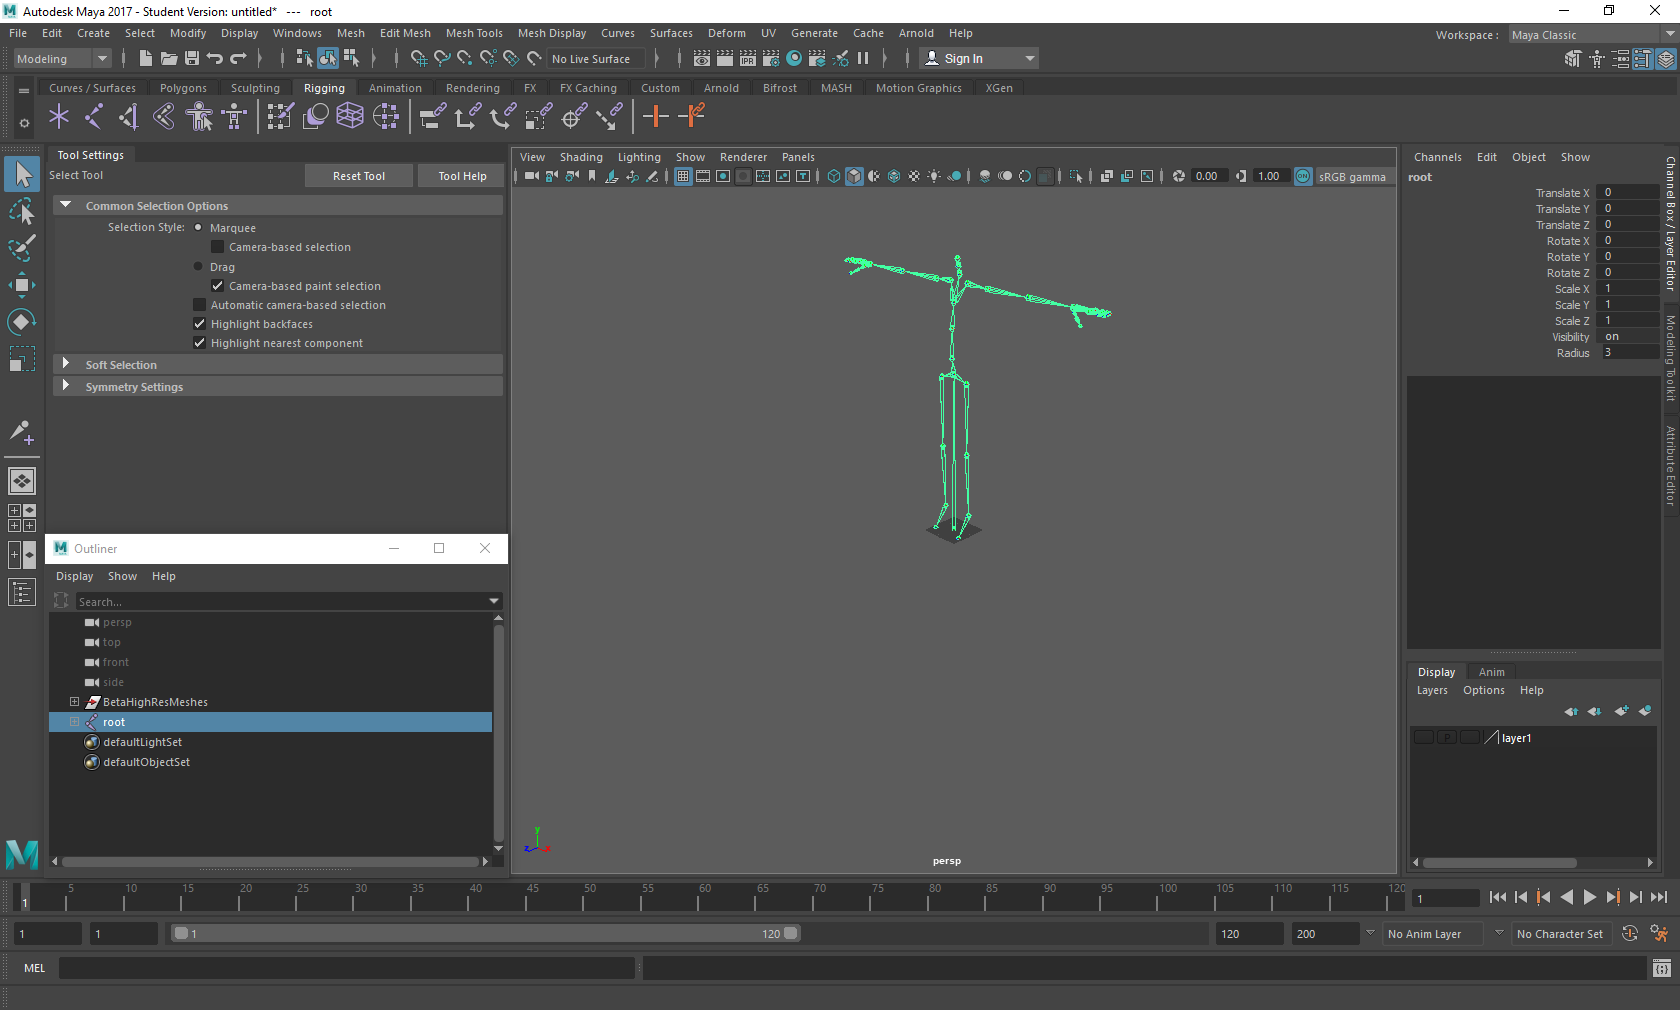 Autodesk Maya 2017 - Student Version: untitled*   ---   root
File Edit Create Select Modify Display Windows Mesh Edit Mesh Mesh Tools Mesh Display Curves Surfaces Deform UV Generate Cache Arnold Help
Workspace : Maya Classic
Modeling No Live Surface IPR Sign In
Curves / Surfaces Polygons Sculpting Rigging Animation Rendering FX FX Caching Custom Arnold Bifrost MASH Motion Graphics XGen
Tool Settings
Select Tool Reset Tool Tool Help
Common Selection Options
Selection Style: Marquee
Camera-based selection
Drag
Camera-based paint selection
Automatic camera-based selection
Highlight backfaces
Highlight nearest component
Soft Selection
Symmetry Settings
View Shading Lighting Show Renderer Panels
0.00 1.00 ON sRGB gamma
y
z x
persp
Channels Edit Object Show
root
Translate X 0
Translate Y 0
Translate Z 0
Rotate X 0
Rotate Y 0
Rotate Z 0
Scale X 1
Scale Y 1
Scale Z 1
Visibility on
Radius 3
Channel Box / Layer Editor
Modeling Toolkit
Attribute Editor
Outliner
Display Show Help
Search...
persp
top
front
side
BetaHighResMeshes
root
defaultLightSet
defaultObjectSet
Display Anim
Layers Options Help
P layer1
5 10 15 20 25 30 35 40 45 50 55 60 65 70 75 80 85 90 95 100 105 110 115 120
1 1
1 1 1 120 120 200 No Anim Layer No Character Set
MEL